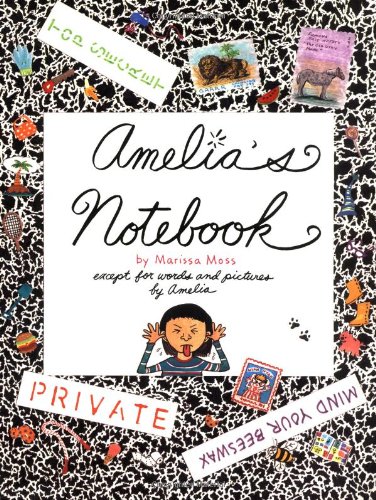 TOP SECRET
Amelia's
Notebook
by Marissa Moss
except for words and pictures
by Amelia
PRIVATE
MIND YOUR BEESWAX